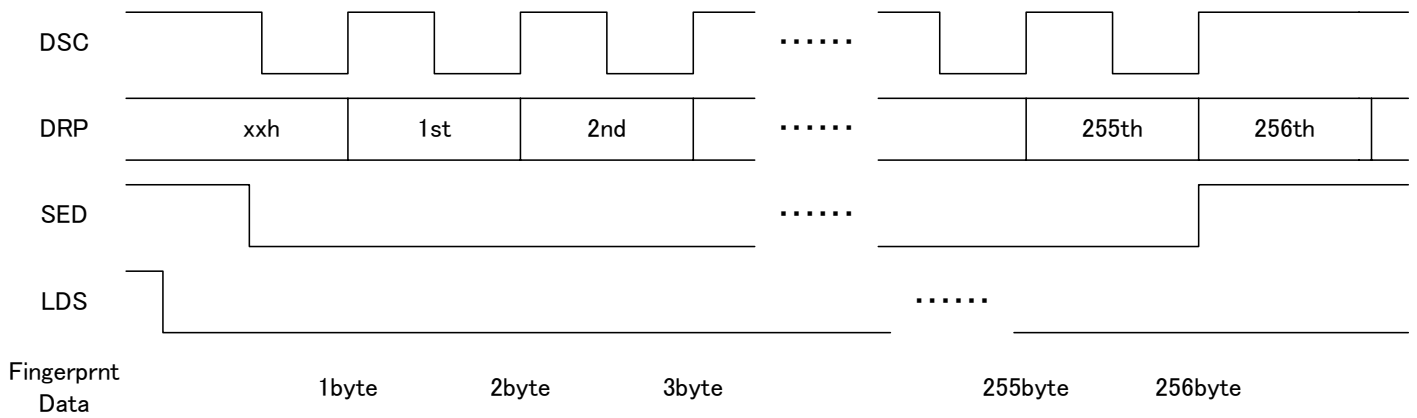 DSC
······
DRP
xxh 1st 2nd ······ 255th 256th
SED
······
LDS
······
Fingerprnt
Data
1byte 2byte 3byte 255byte 256byte